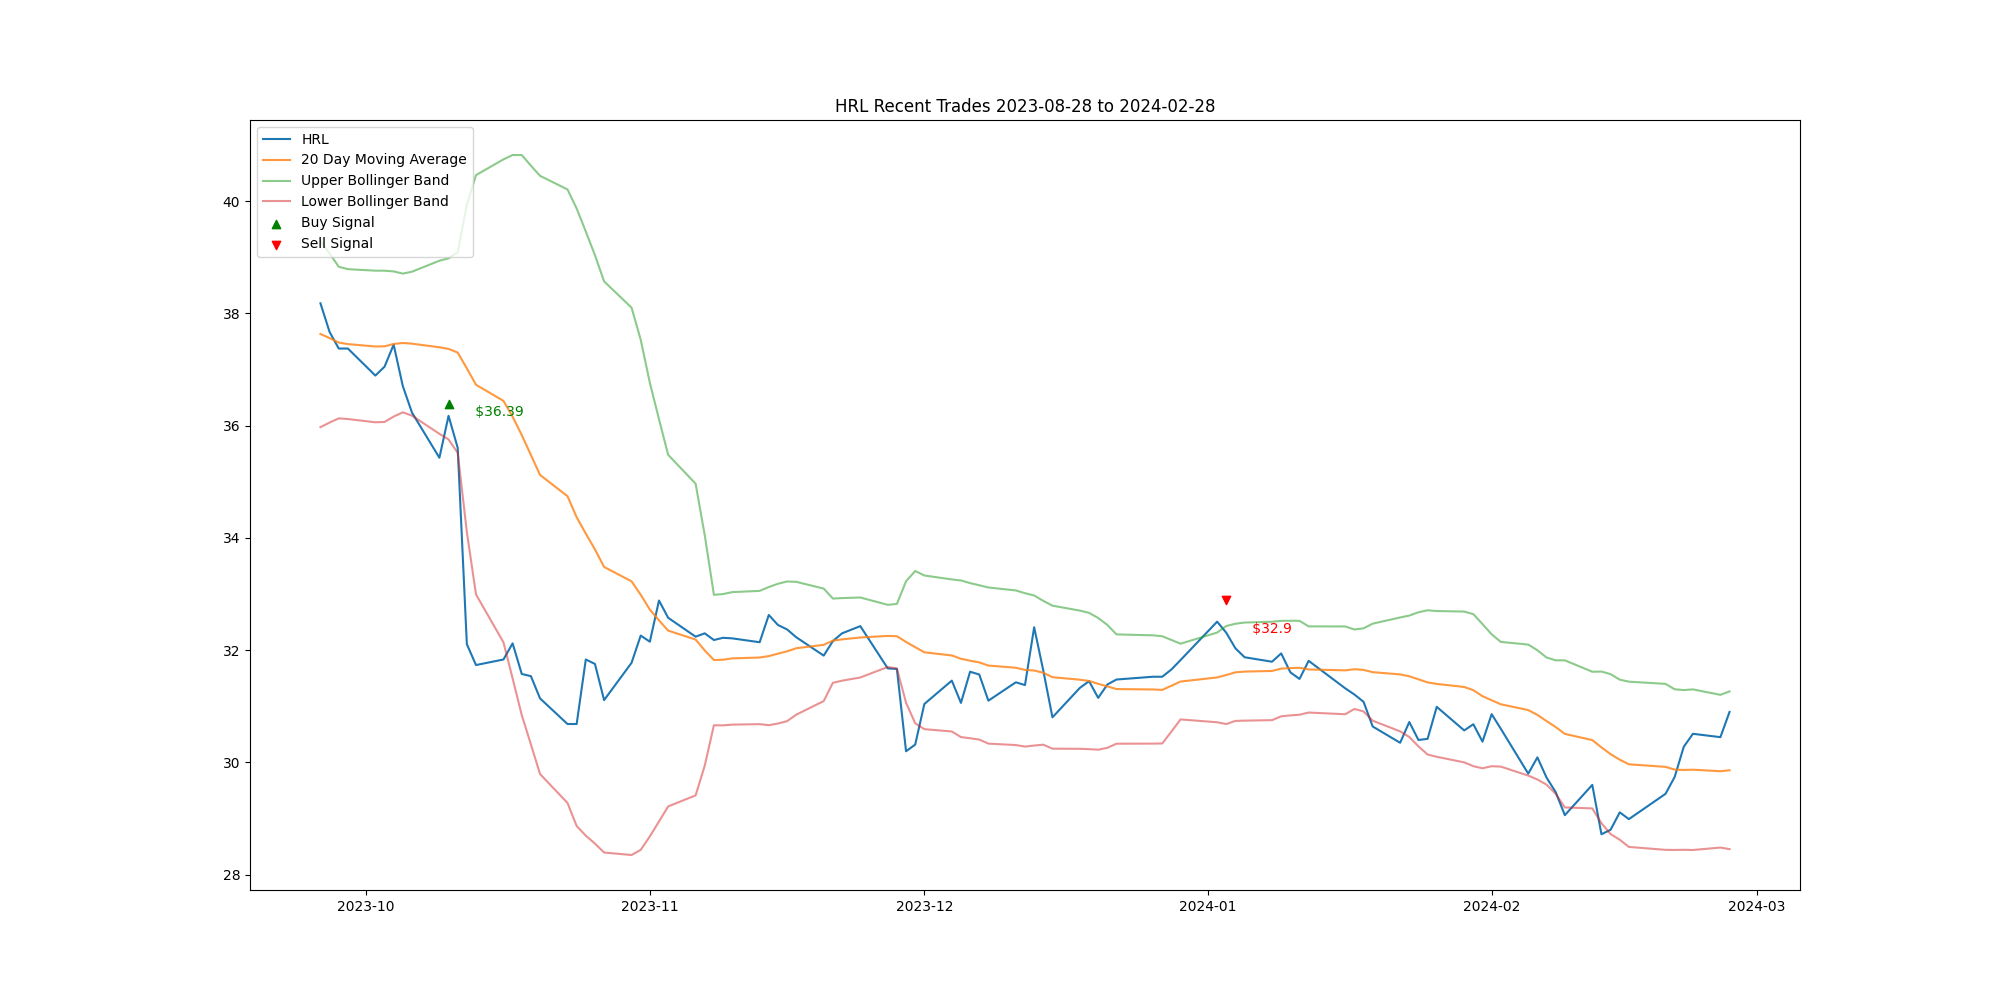 HRL Recent Trades 2023-08-28 to 2024-02-28
HRL
20 Day Moving Average
Upper Bollinger Band
Lower Bollinger Band
Buy Signal
Sell Signal
40
38
36
34
32
30
28
$36.39
$32.9
2023-10
2023-11
2023-12
2024-01
2024-02
2024-03